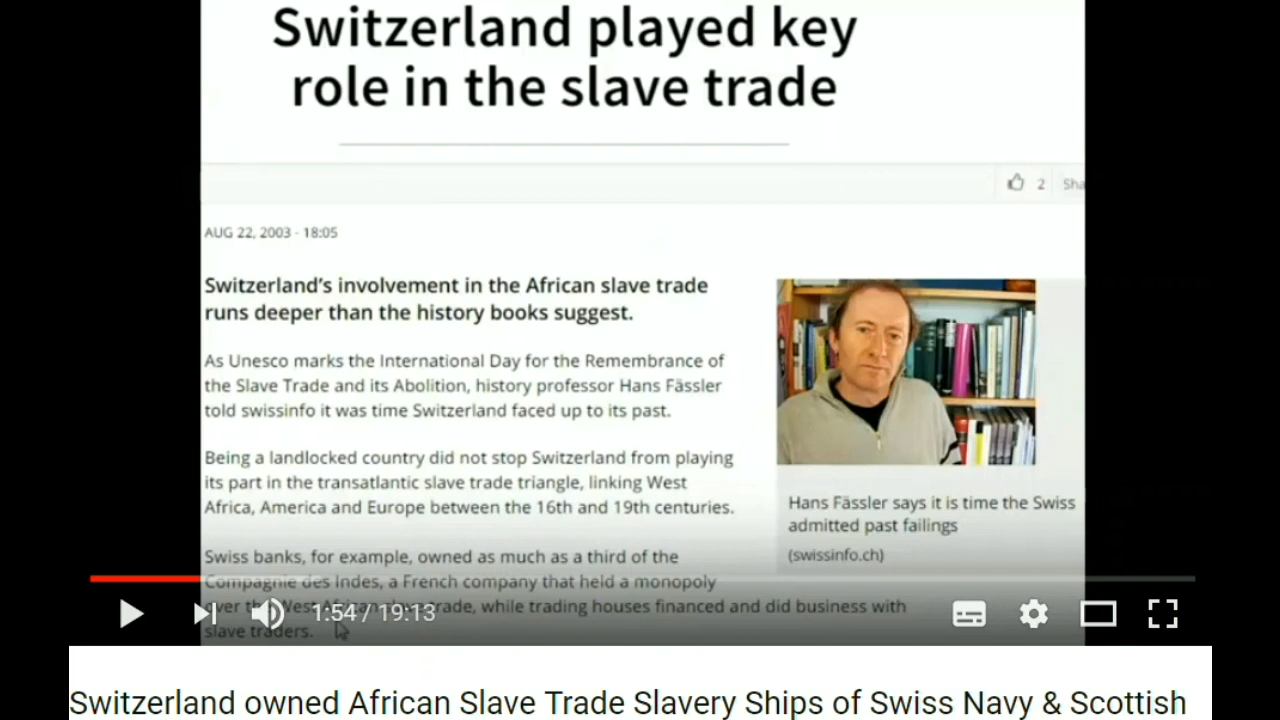 Switzerland played key
role in the slave trade
2 Sha
AUG 22, 2003 - 18:05
Switzerland's involvement in the African slave trade
runs deeper than the history books suggest.
As Unesco marks the International Day for the Remembrance of
the Slave Trade and its Abolition, history professor Hans Fässler
told swissinfo it was time Switzerland faced up to its past.
Being a landlocked country did not stop Switzerland from playing
its part in the transatlantic slave trade triangle, linking West
Africa, America and Europe between the 16th and 19th centuries.
Hans Fässler says it is time the Swiss
admitted past failings
(swissinfo.ch)
Swiss banks, for example, owned as much as a third of the
Compagnie des Indes, a French company that held a monopoly
over the West African slave trade, while trading houses financed and did business with
slave traders.
1:54 / 19:13
Switzerland owned African Slave Trade Slavery Ships of Swiss Navy & Scottish